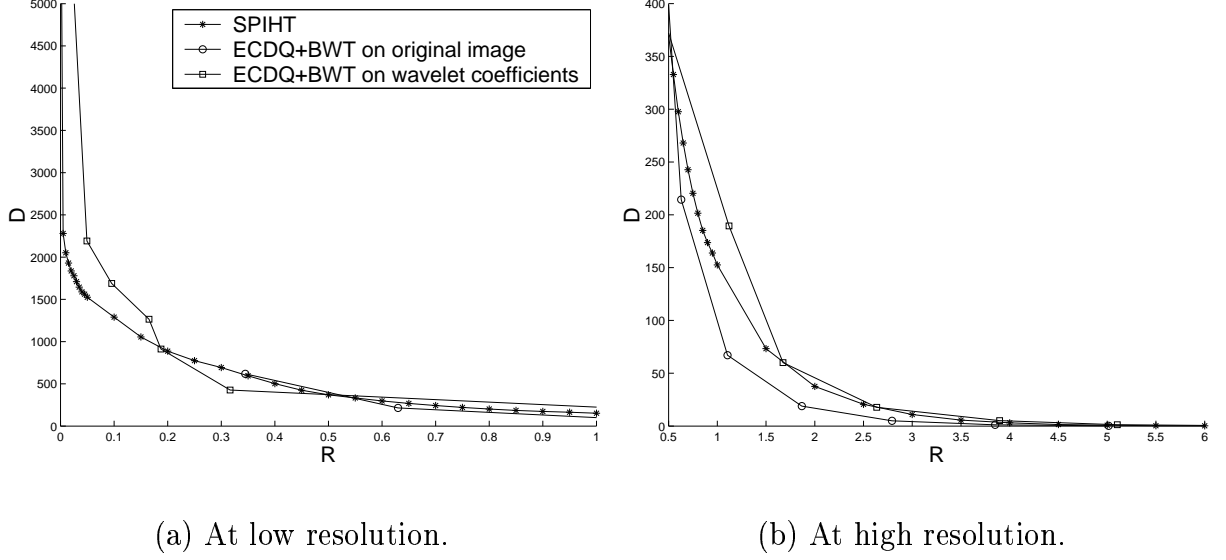 5000
4500
4000
3500
3000
2500
2000
1500
1000
500
0
D
SPIHT
ECDQ+BWT on original image
ECDQ+BWT on wavelet coefficients
0 0.1 0.2 0.3 0.4 0.5 0.6 0.7 0.8 0.9 1
R
(a) At low resolution.
400
350
300
250
200
150
100
50
0
D
0.5 1 1.5 2 2.5 3 3.5 4 4.5 5 5.5 6
R
(b) At high resolution.